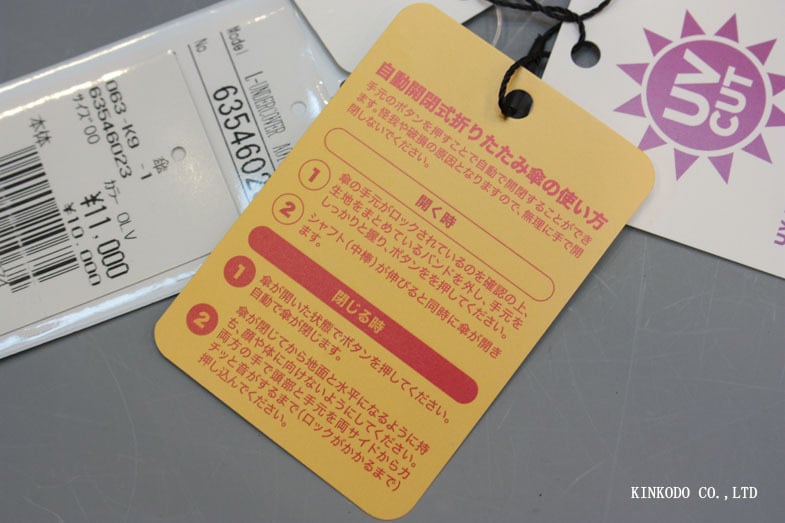 Model L-UNDERCOVER
No 6354602
063-K9 傘
63546023 -1
サイズ 00 カラー OLV
本体 ¥11,000
¥10,000
自動開閉式折りたたみ傘の使い方
手元のボタンを押すことで自動で開閉することができ
ます。怪我や破損の原因となりますので、無理に手で開
閉しないでください。
開く時
① 傘の手元がロックされているのを確認の上、
生地をまとめているバンドを外し、手元を
しっかりと握り、ボタンをを押してください。
② シャフト(中棒)が伸びると同時に傘が開き
ます。
閉じる時
❶ 傘が開いた状態でボタンを押してください。
自動で傘が閉じます。
❷ 傘が閉じてから地面と水平になるように持
ち、顔や体に向けないようにしてください。
両方の手で頭部と手元を両サイドから力
チッと音がするまで(ロックがかかるまで)
押し込んでください。
UV
CUT
KINKODO CO.,LTD